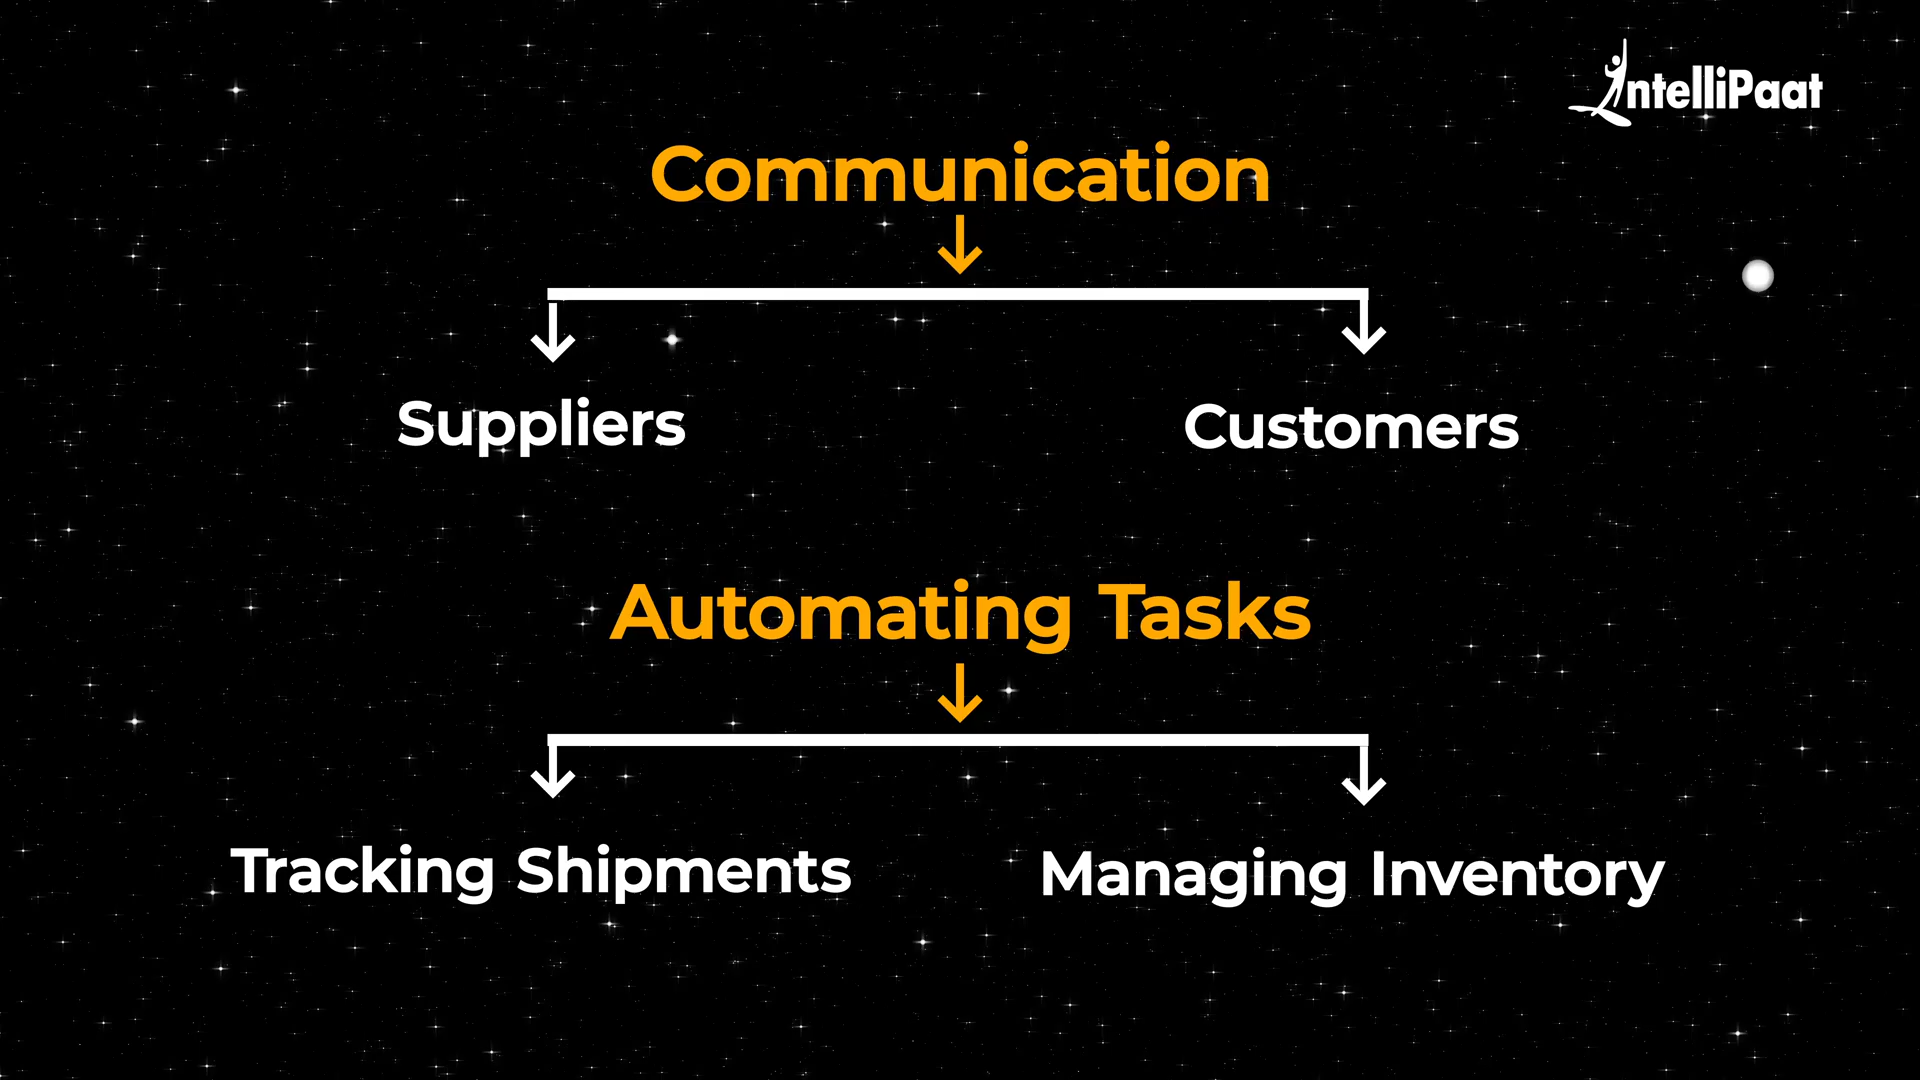 IntelliPaat
Communication
Suppliers
Customers
Automating Tasks
Tracking Shipments
Managing Inventory